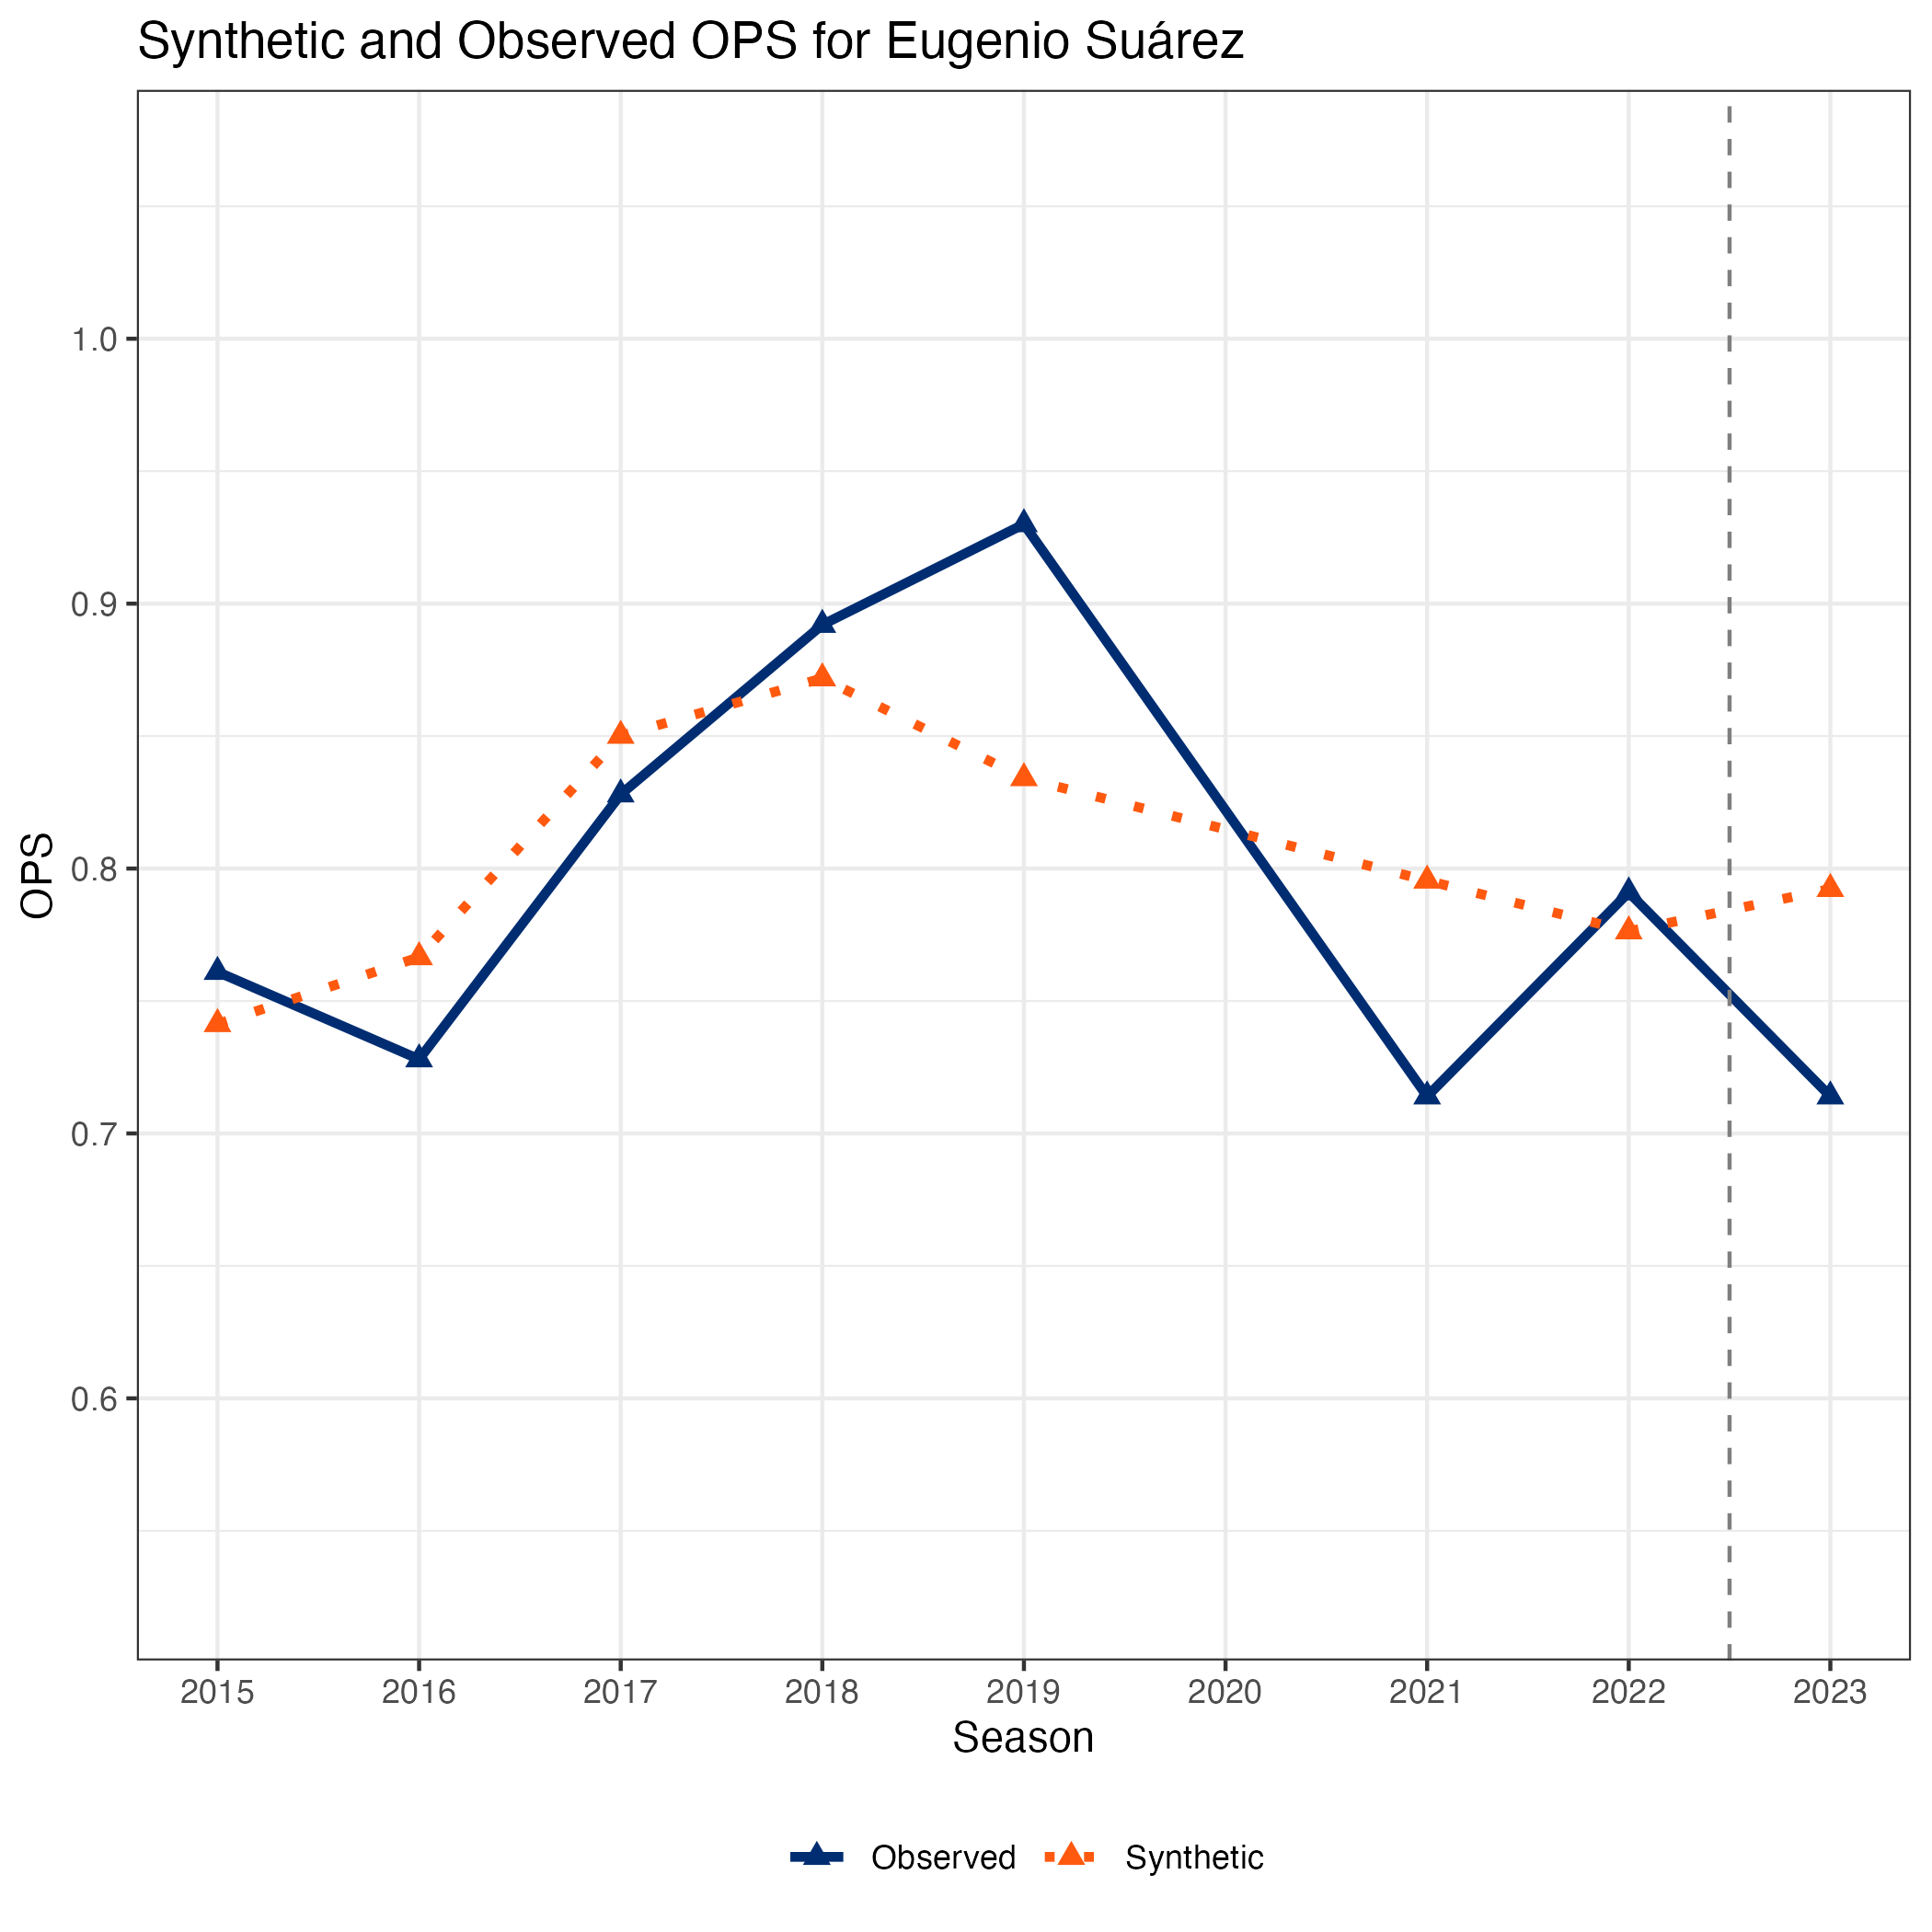 Synthetic and Observed OPS for Eugenio Suárez
OPS
1.0
0.9
0.8
0.7
0.6
2015 2016 2017 2018 2019 2020 2021 2022 2023
Season
Observed Synthetic